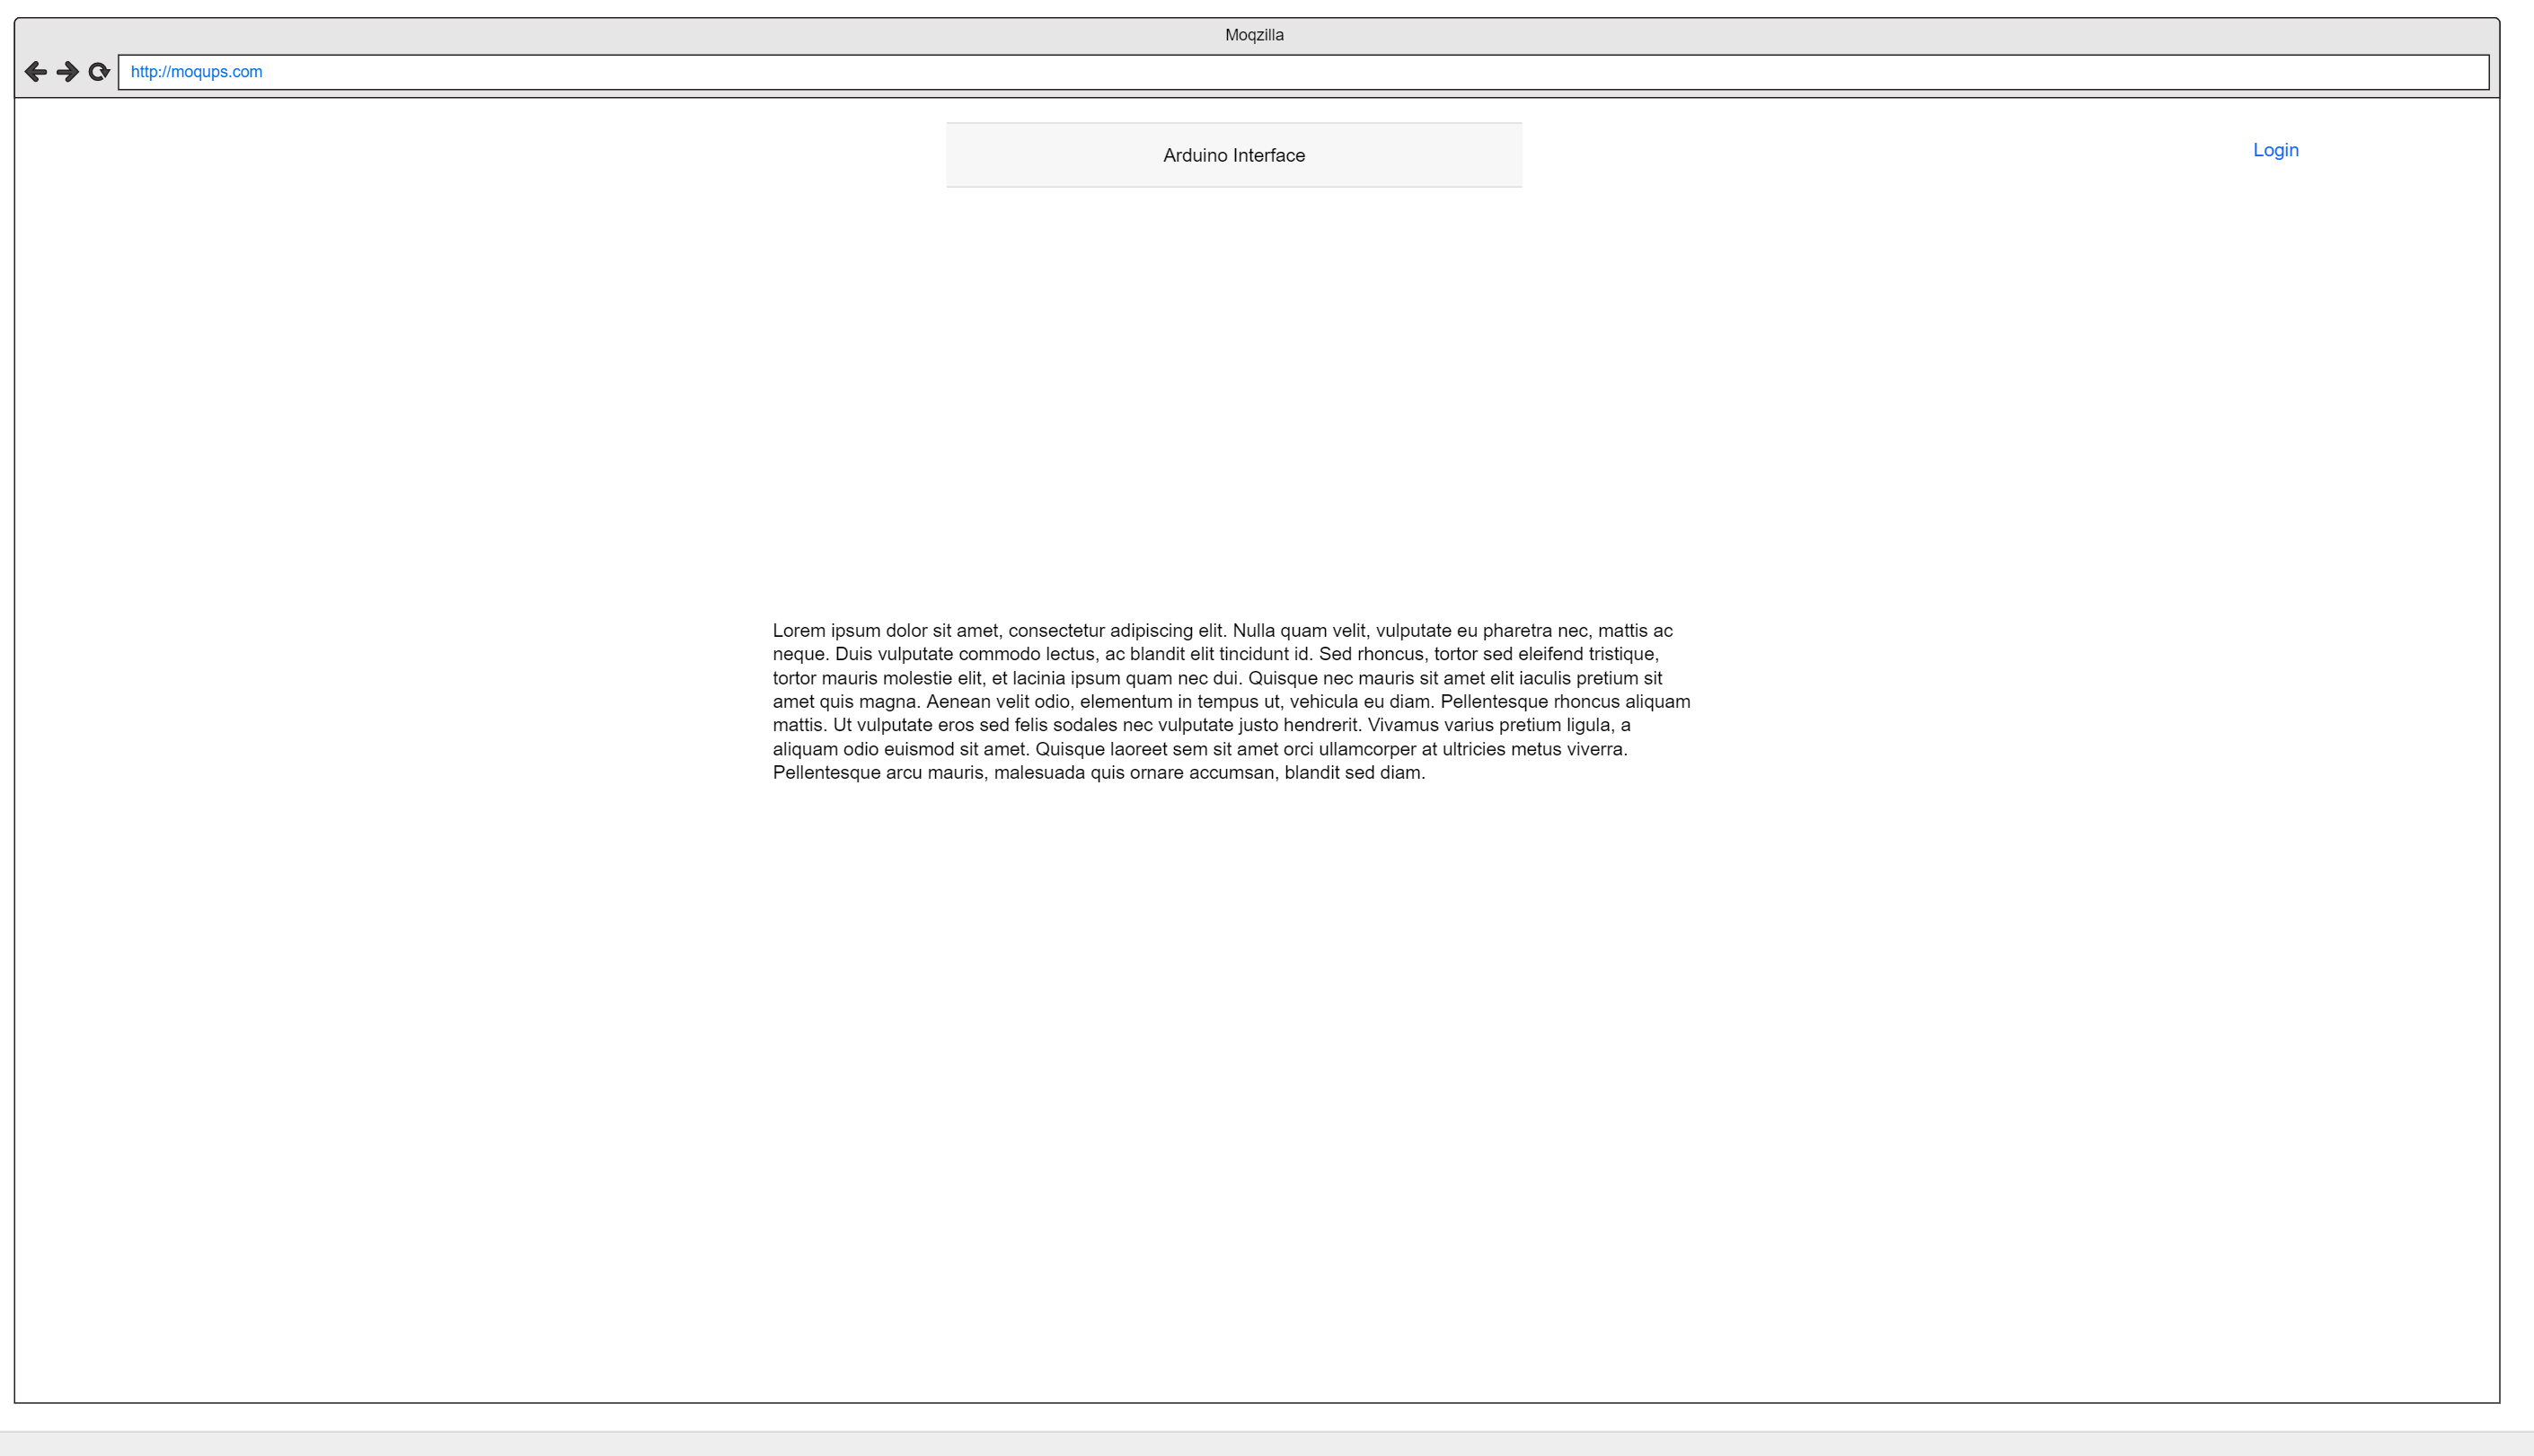 Moqzilla
http://moqups.com
Arduino Interface
Login
Lorem ipsum dolor sit amet, consectetur adipiscing elit. Nulla quam velit, vulputate eu pharetra nec, mattis ac
neque. Duis vulputate commodo lectus, ac blandit elit tincidunt id. Sed rhoncus, tortor sed eleifend tristique,
tortor mauris molestie elit, et lacinia ipsum quam nec dui. Quisque nec mauris sit amet elit iaculis pretium sit
amet quis magna. Aenean velit odio, elementum in tempus ut, vehicula eu diam. Pellentesque rhoncus aliquam
mattis. Ut vulputate eros sed felis sodales nec vulputate justo hendrerit. Vivamus varius pretium ligula, a
aliquam odio euismod sit amet. Quisque laoreet sem sit amet orci ullamcorper at ultricies metus viverra.
Pellentesque arcu mauris, malesuada quis ornare accumsan, blandit sed diam.